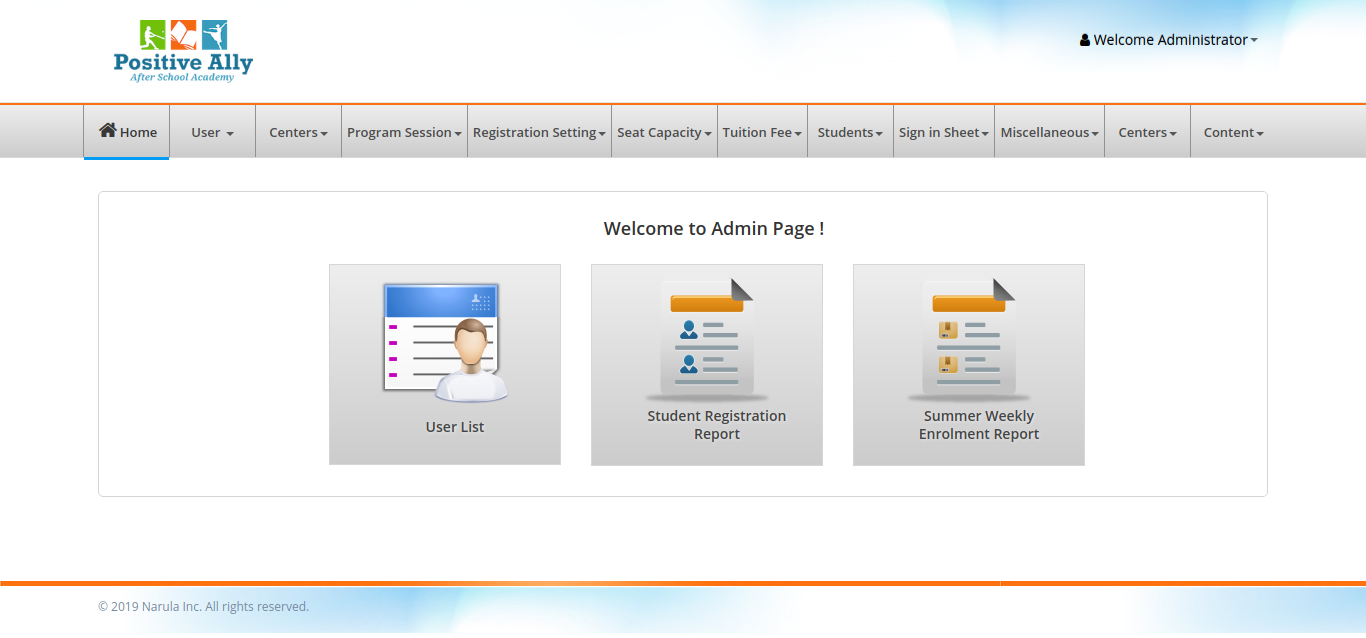 Positive Ally
After School Academy
Welcome Administrator
Home
User
Centers
Program Session
Registration Setting
Seat Capacity
Tuition Fee
Students
Sign in Sheet
Miscellaneous
Centers
Content
Welcome to Admin Page !
User List
Student Registration
Report
Summer Weekly
Enrolment Report
© 2019 Narula Inc. All rights reserved.